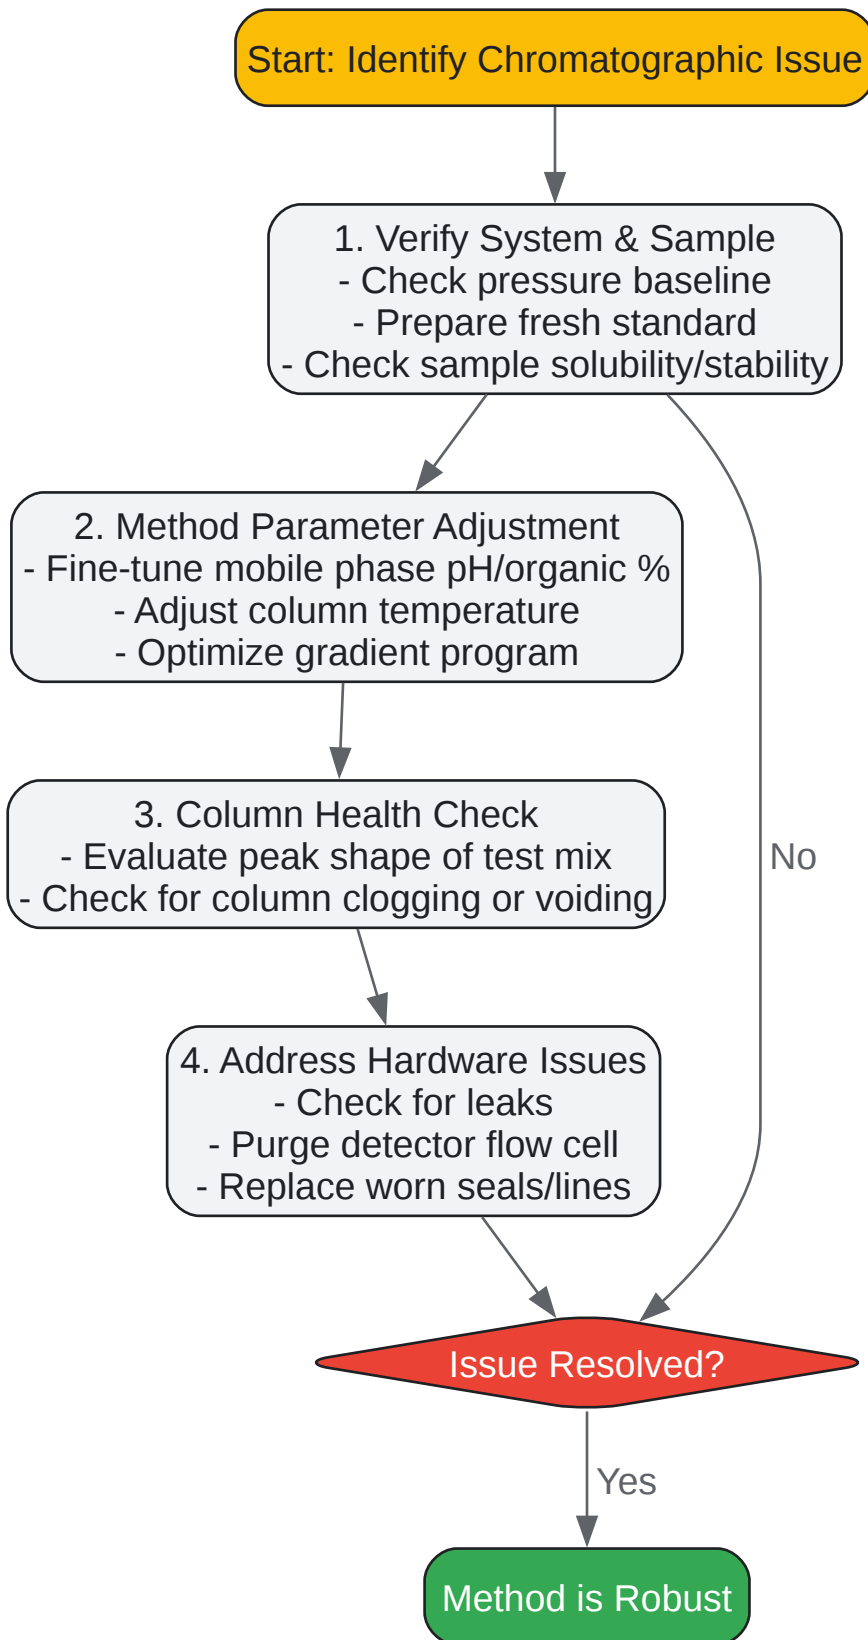 Start: Identify Chromatographic Issue
1. Verify System & Sample
- Check pressure baseline
- Prepare fresh standard
- Check sample solubility/stability
2. Method Parameter Adjustment
- Fine-tune mobile phase pH/organic %
- Adjust column temperature
- Optimize gradient program
3. Column Health Check
- Evaluate peak shape of test mix
- Check for column clogging or voiding
No
4. Address Hardware Issues
- Check for leaks
- Purge detector flow cell
- Replace worn seals/lines
Issue Resolved?
Yes
Method is Robust